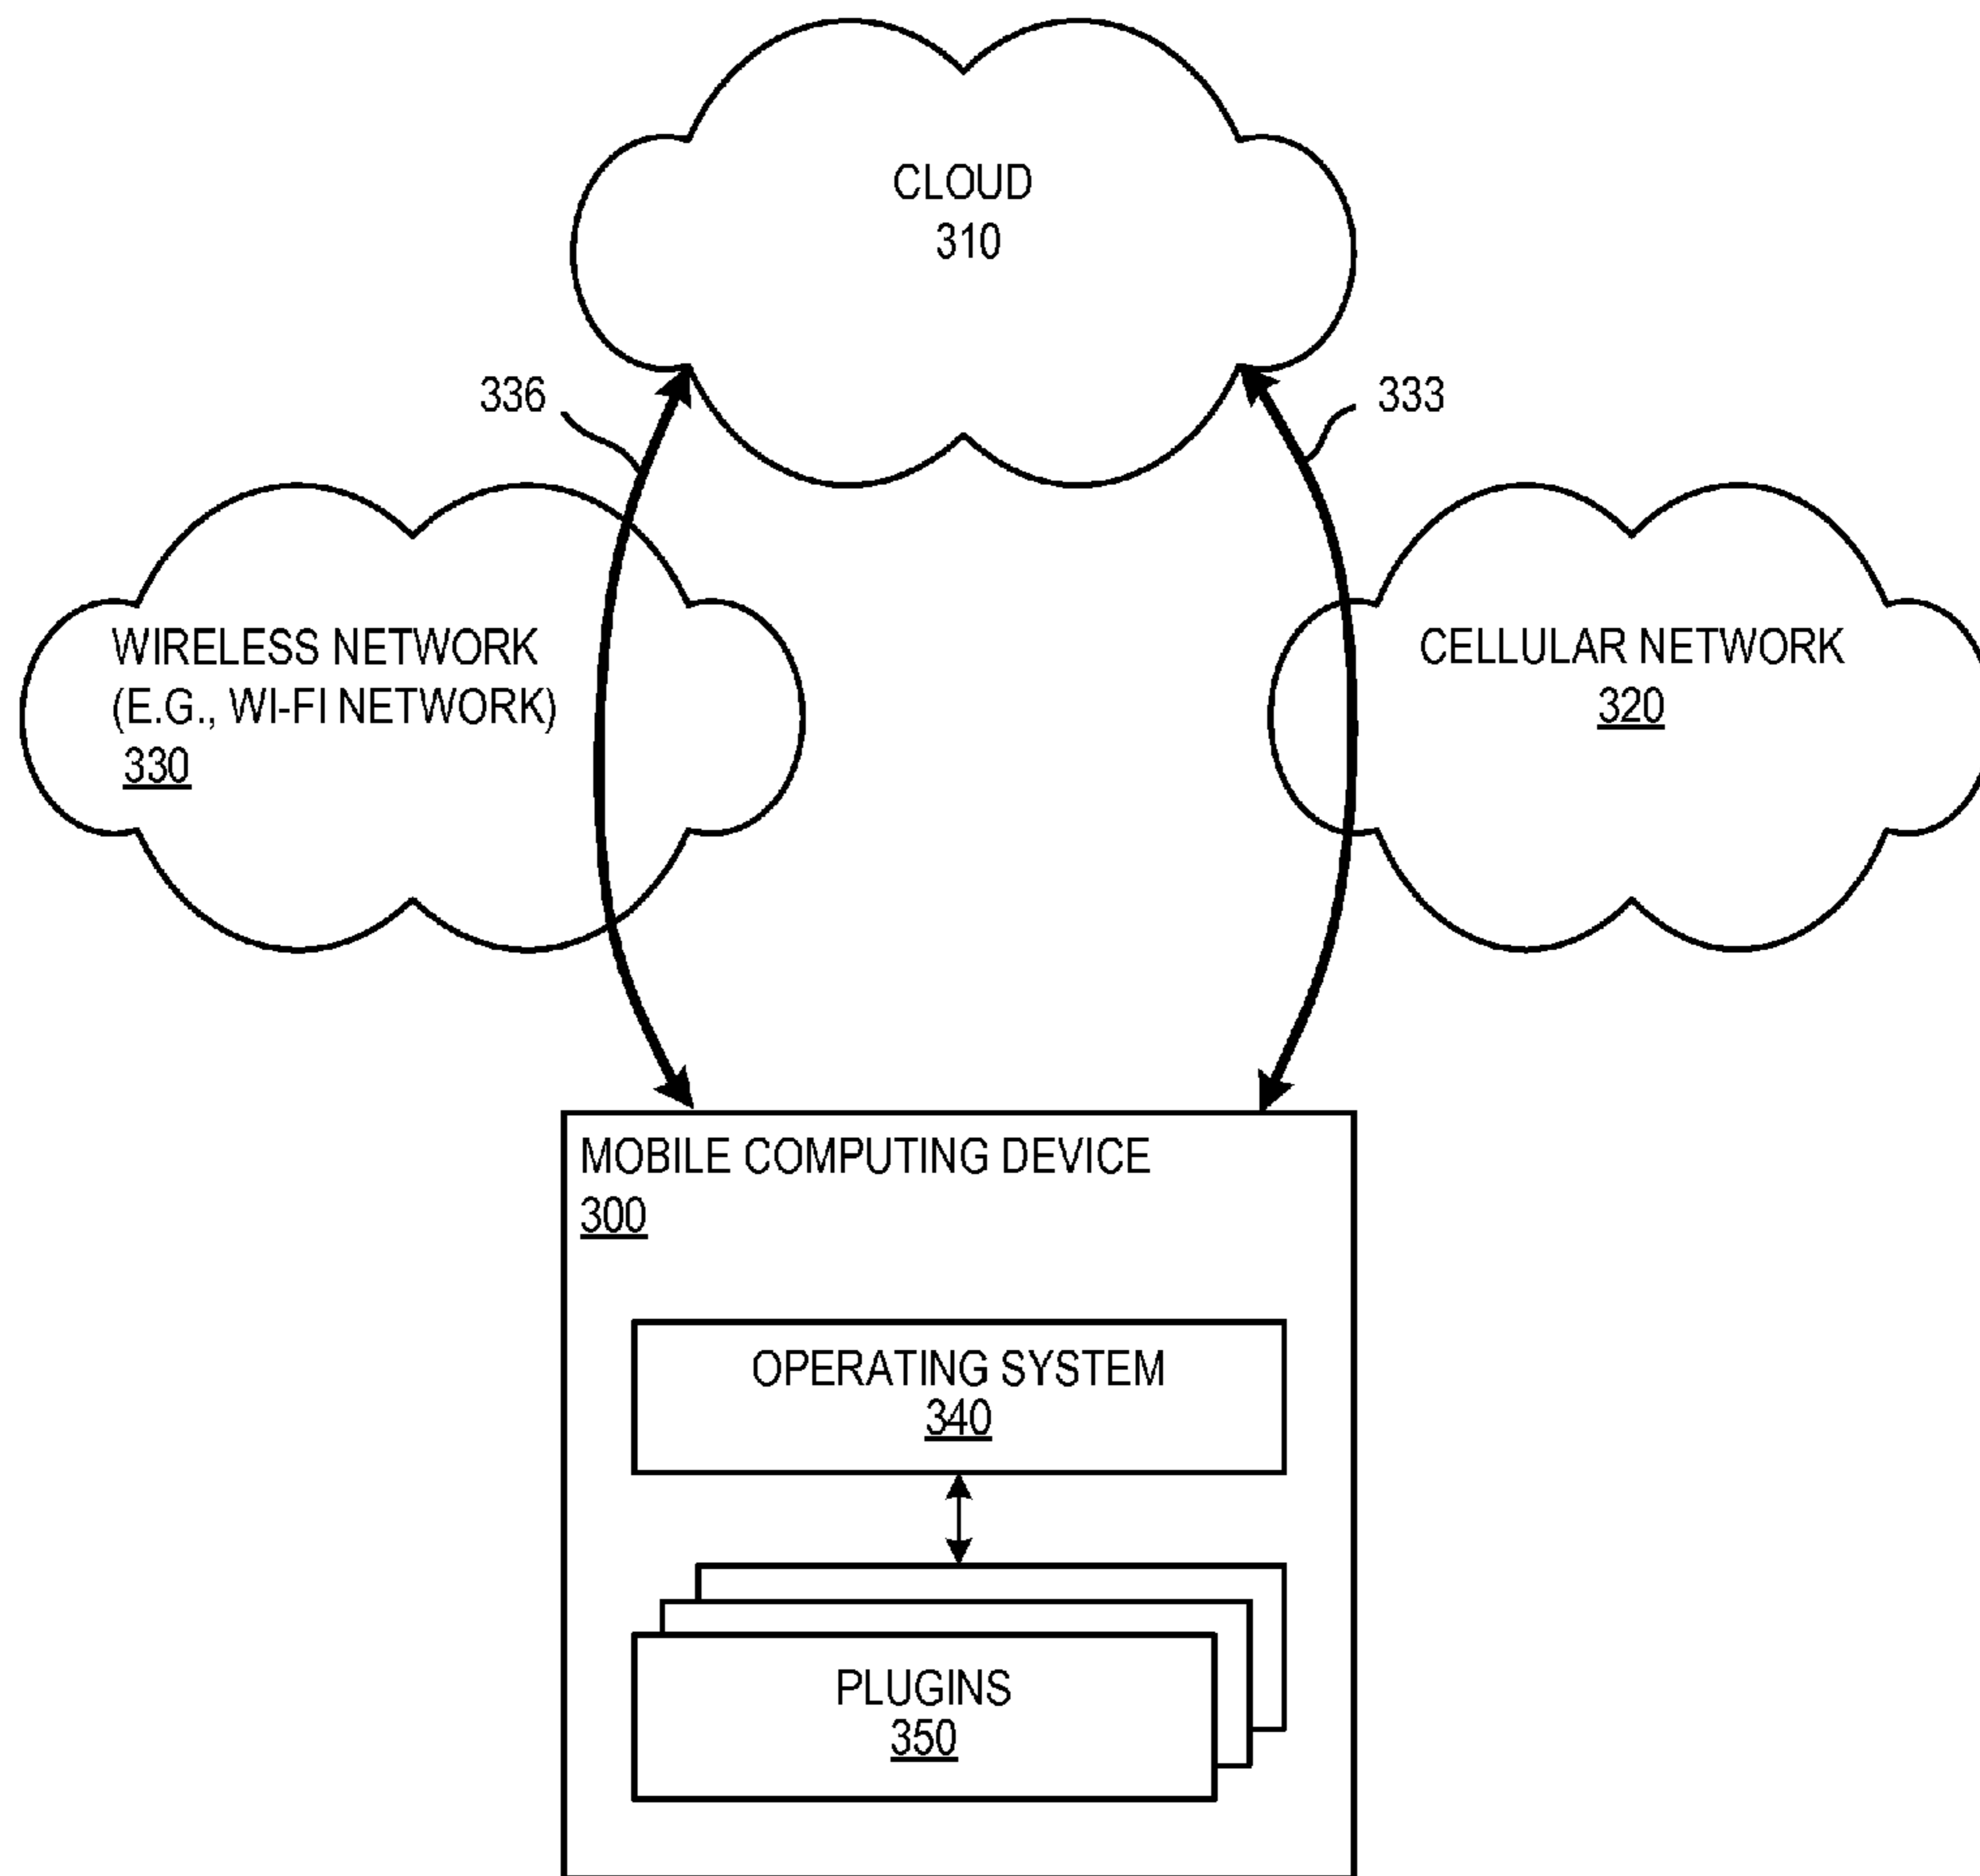 CLOUD
310
336
333
WIRELESS NETWORK
(E.G., WI-FI NETWORK)
330
CELLULAR NETWORK
320
MOBILE COMPUTING DEVICE
300
OPERATING SYSTEM
340
PLUGINS
350